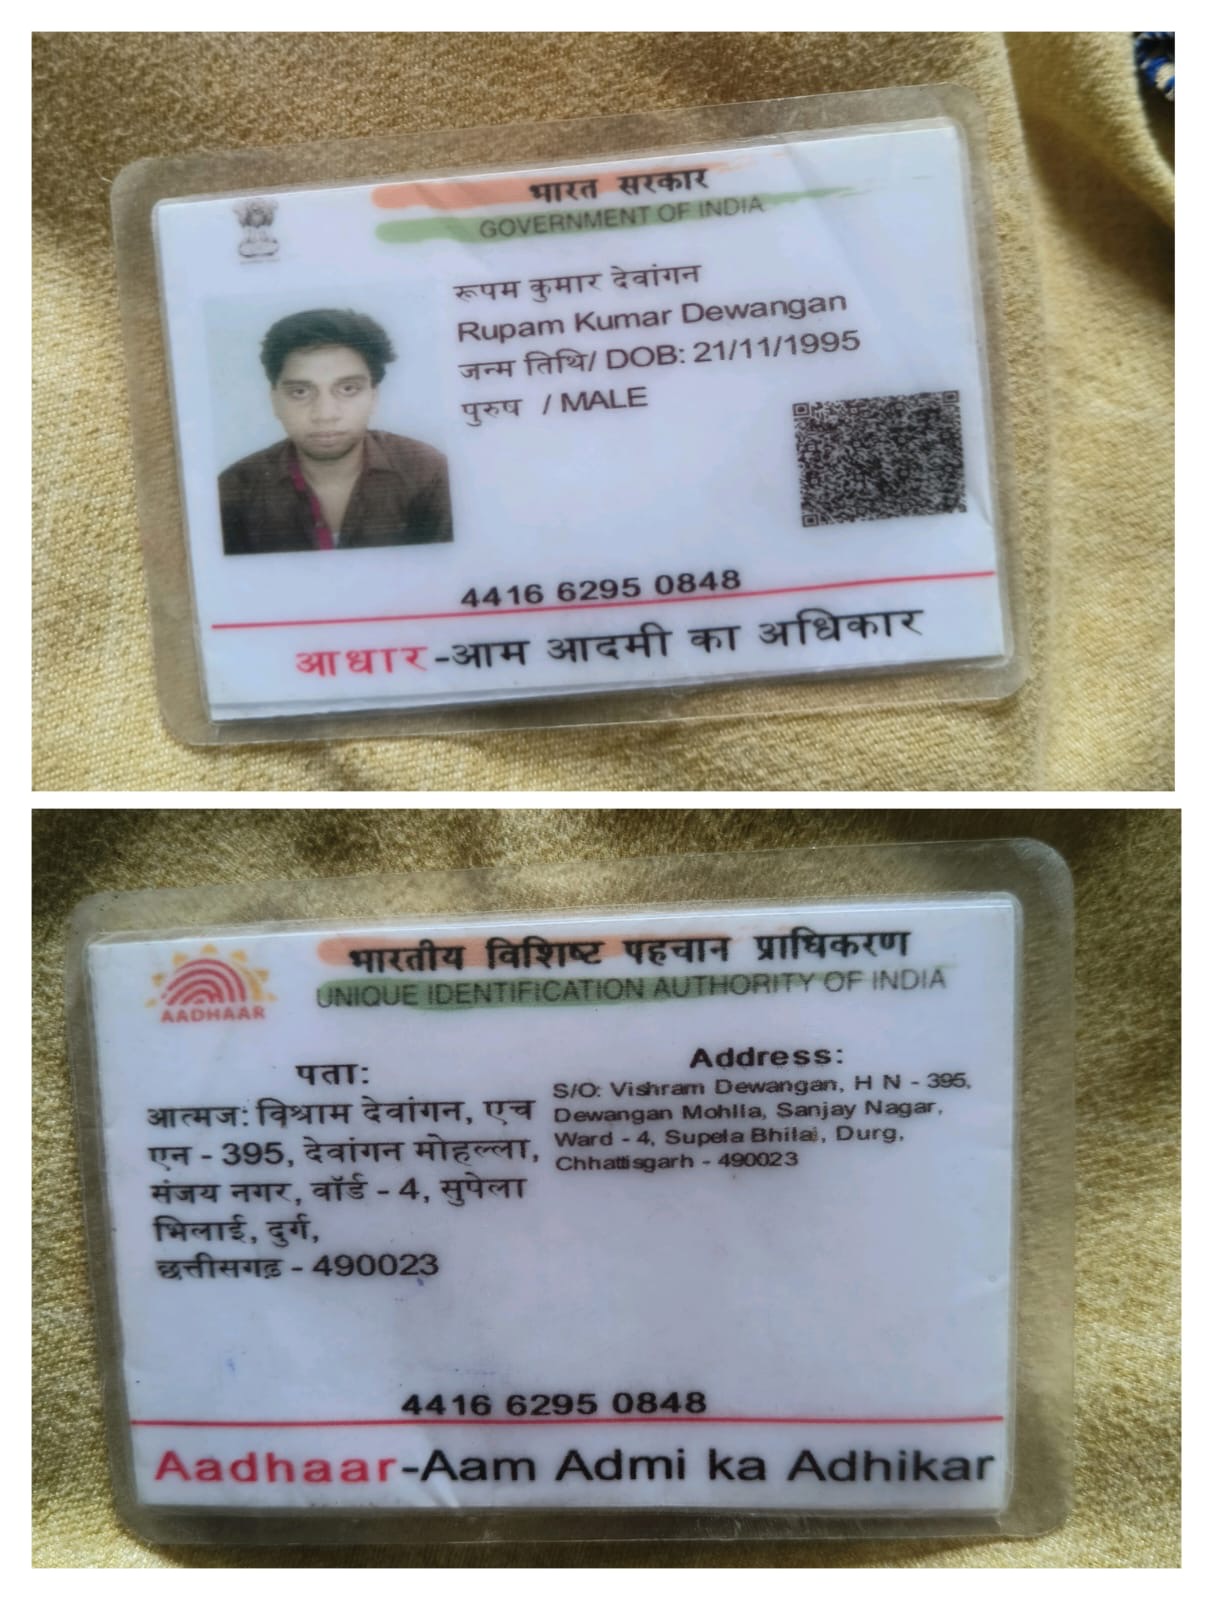 भारत सरकार
GOVERNMENT OF INDIA
रूपम कुमार देवांगन
Rupam Kumar Dewangan
जन्म तिथि/ DOB: 21/11/1995
पुरुष / MALE
4416 6295 0848
आधार-आम आदमी का अधिकार
भारतीय विशिष्ट पहचान प्राधिकरण
UNIQUE IDENTIFICATION AUTHORITY OF INDIA
AADHAAR
पता:
आत्मज: विश्राम देवांगन, एच
एन - 395, देवांगन मोहल्ला,
संजय नगर, वॉर्ड - 4, सुपेला
भिलाई, दुर्ग,
छत्तीसगढ़ - 490023
Address:
S/O: Vishram Dewangan, H N - 395,
Dewangan Mohlla, Sanjay Nagar,
Ward - 4, Supela Bhilai, Durg,
Chhattisgarh - 490023
4416 6295 0848
Aadhaar-Aam Admi ka Adhikar